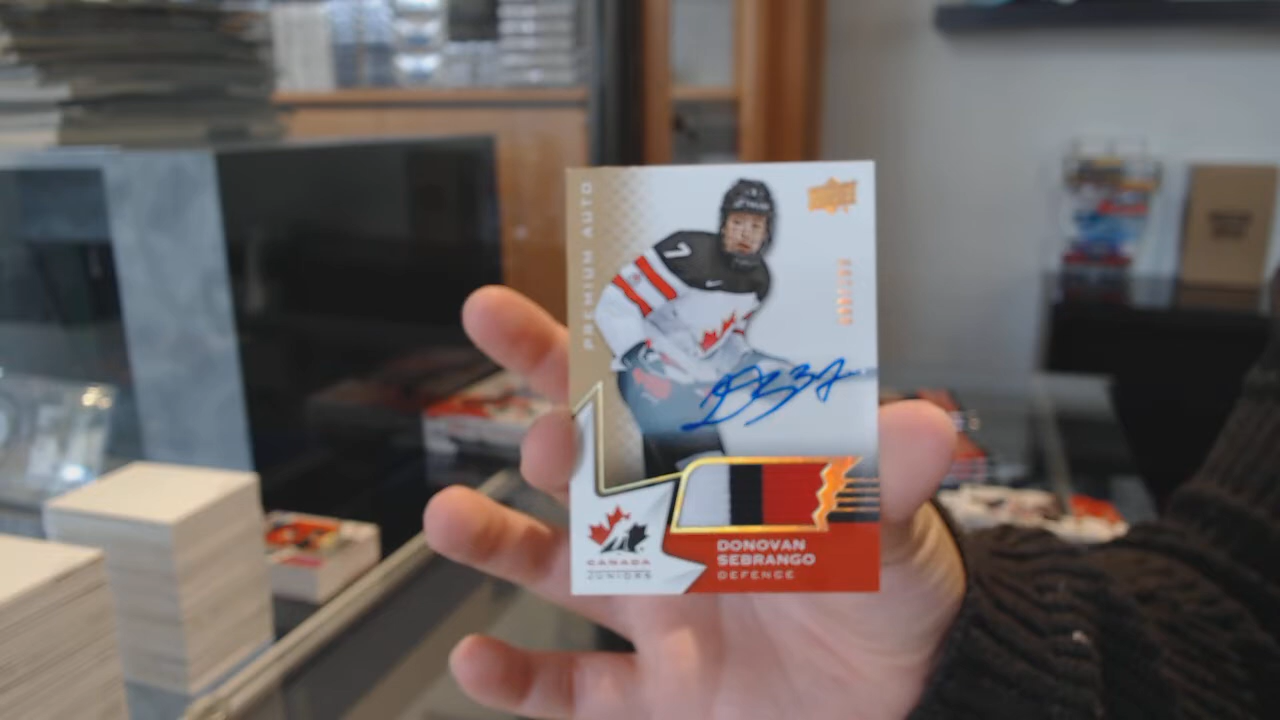 PREMIUM AUTO
7
CANADA
JUNIORS
DONOVAN
SEBRANGO
DEFENCE